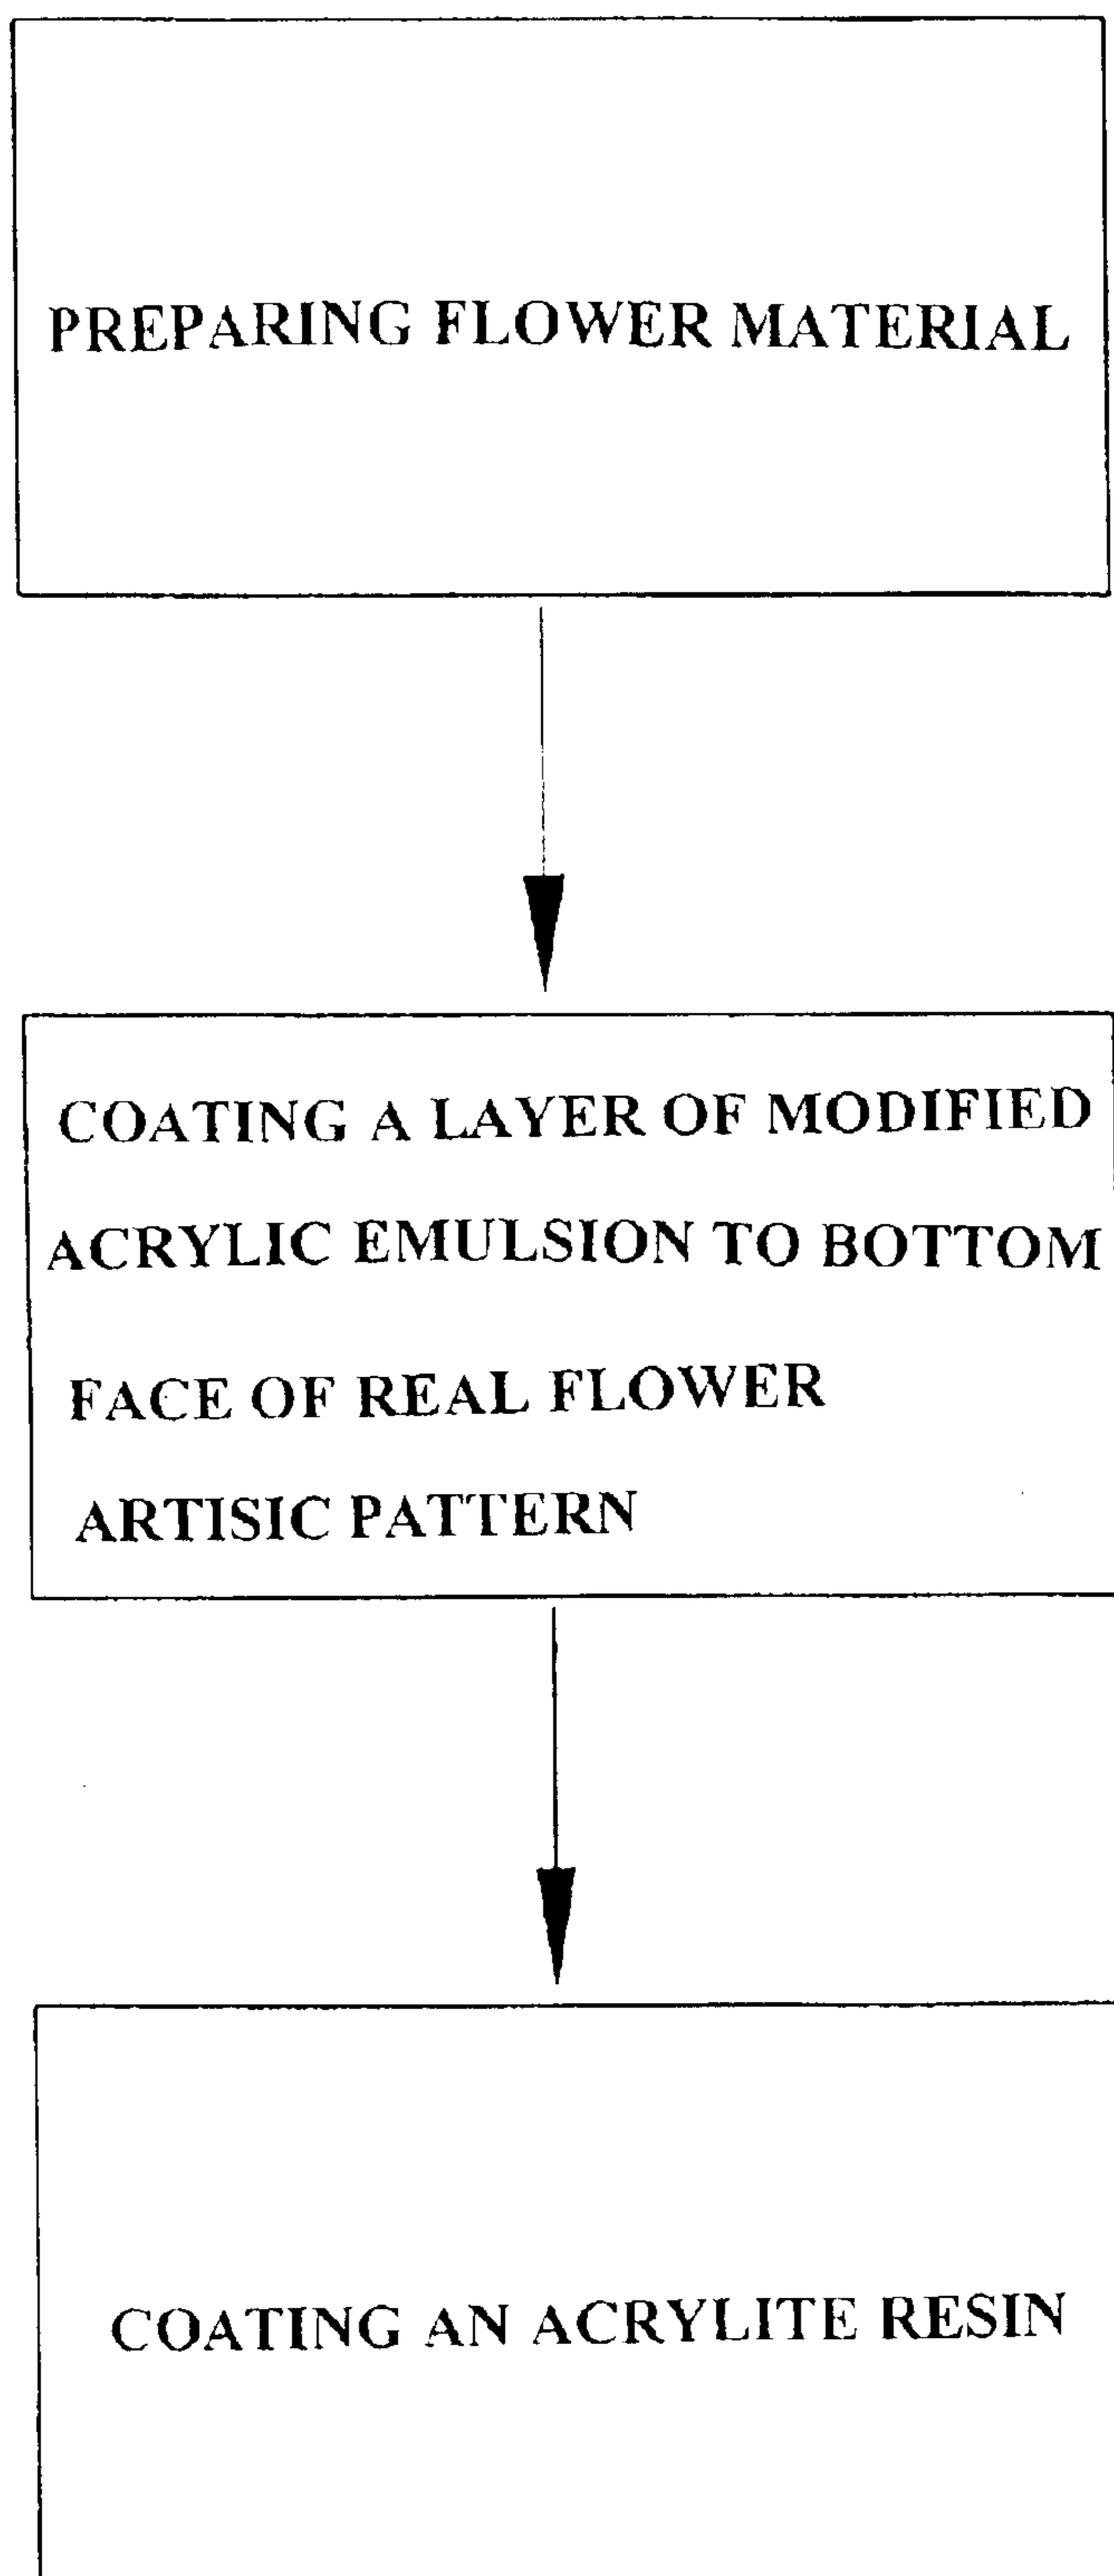 PREPARING FLOWER MATERIAL
COATING A LAYER OF MODIFIED
ACRYLIC EMULSION TO BOTTOM
FACE OF REAL FLOWER
ARTISIC PATTERN
COATING AN ACRYLITE RESIN